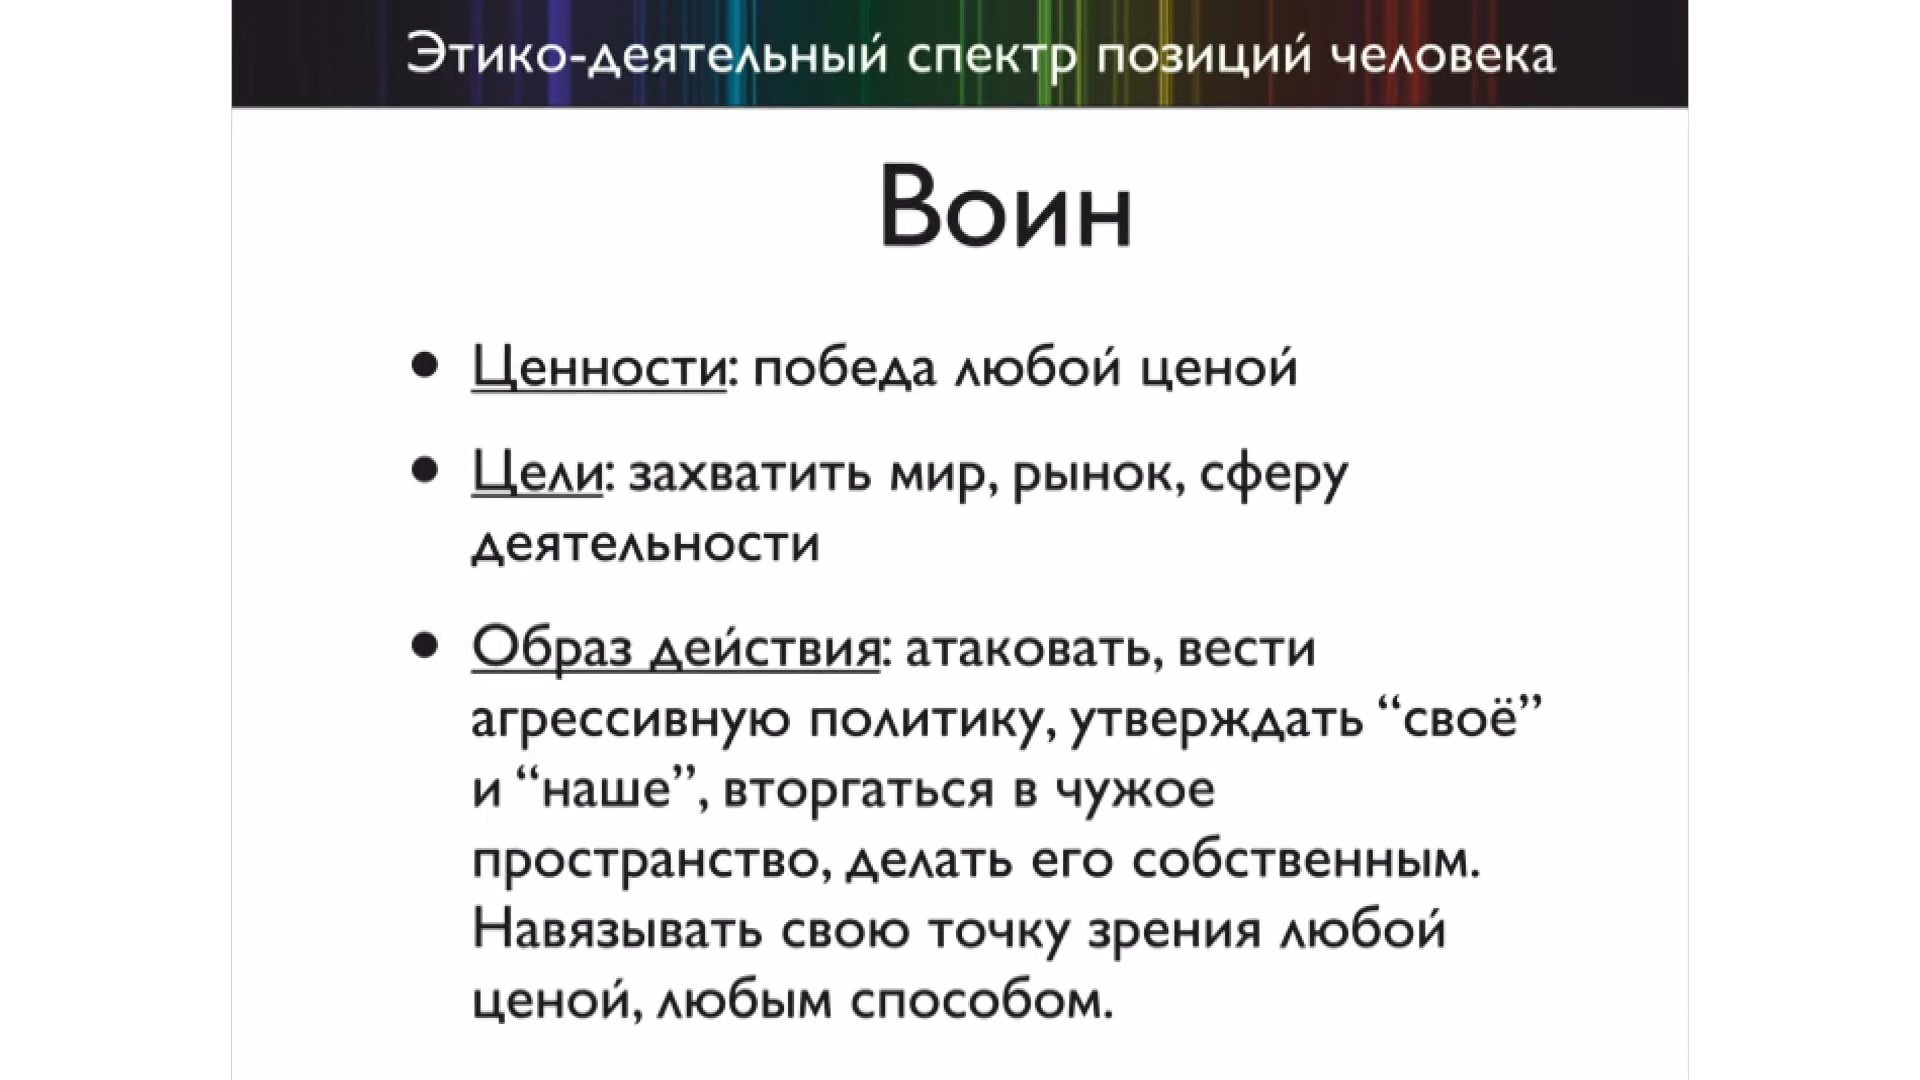 Этико-деятельный спектр позиций человека
Воин
● Ценности: победа любой ценой
● Цели: захватить мир, рынок, сферу
деятельности
● Образ действия: атаковать, вести
агрессивную политику, утверждать “своё”
и “наше”, вторгаться в чужое
пространство, делать его собственным.
Навязывать свою точку зрения любой
ценой, любым способом.